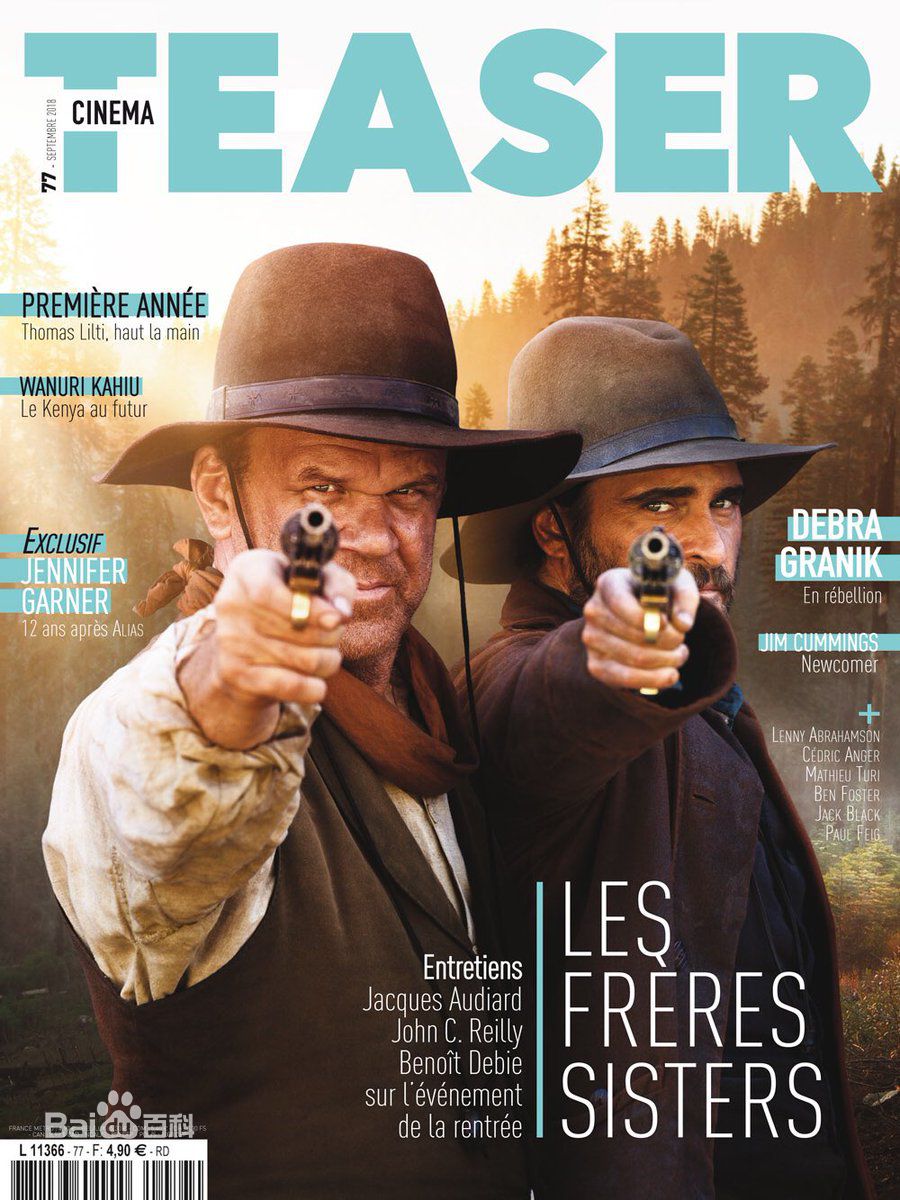 TEASER
CINEMA
77 - SEPTEMBRE 2018
PREMIÈRE ANNÉE
Thomas Lilti, haut la main
WANURI KAHIU
Le Kenya au futur
EXCLUSIF
JENNIFER
GARNER
12 ans après ALIAS
DEBRA
GRANIK
En rébellion
JIM CUMMINGS
Newcomer
+
LENNY ABRAHAMSON
CÉDRIC ANGER
MATHIEU TURI
BEN FOSTER
JACK BLACK
PAUL FEIG
Entretiens
Jacques Audiard
John C. Reilly
Benoît Debie
sur l'événement
de la rentrée
LES
FRÈRES
SISTERS
Bai百科
L 11366 - 77 - F: 4,90 € - RD